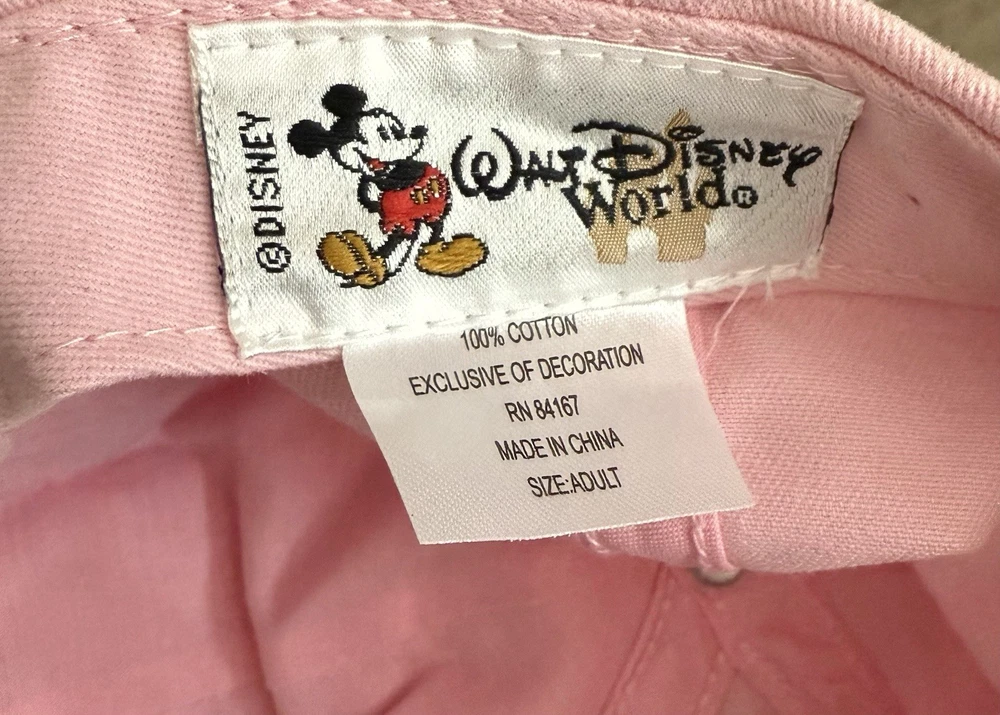 ©DISNEY
WALT DISNEY
World®
100% COTTON
EXCLUSIVE OF DECORATION
RN 84167
MADE IN CHINA
SIZE:ADULT